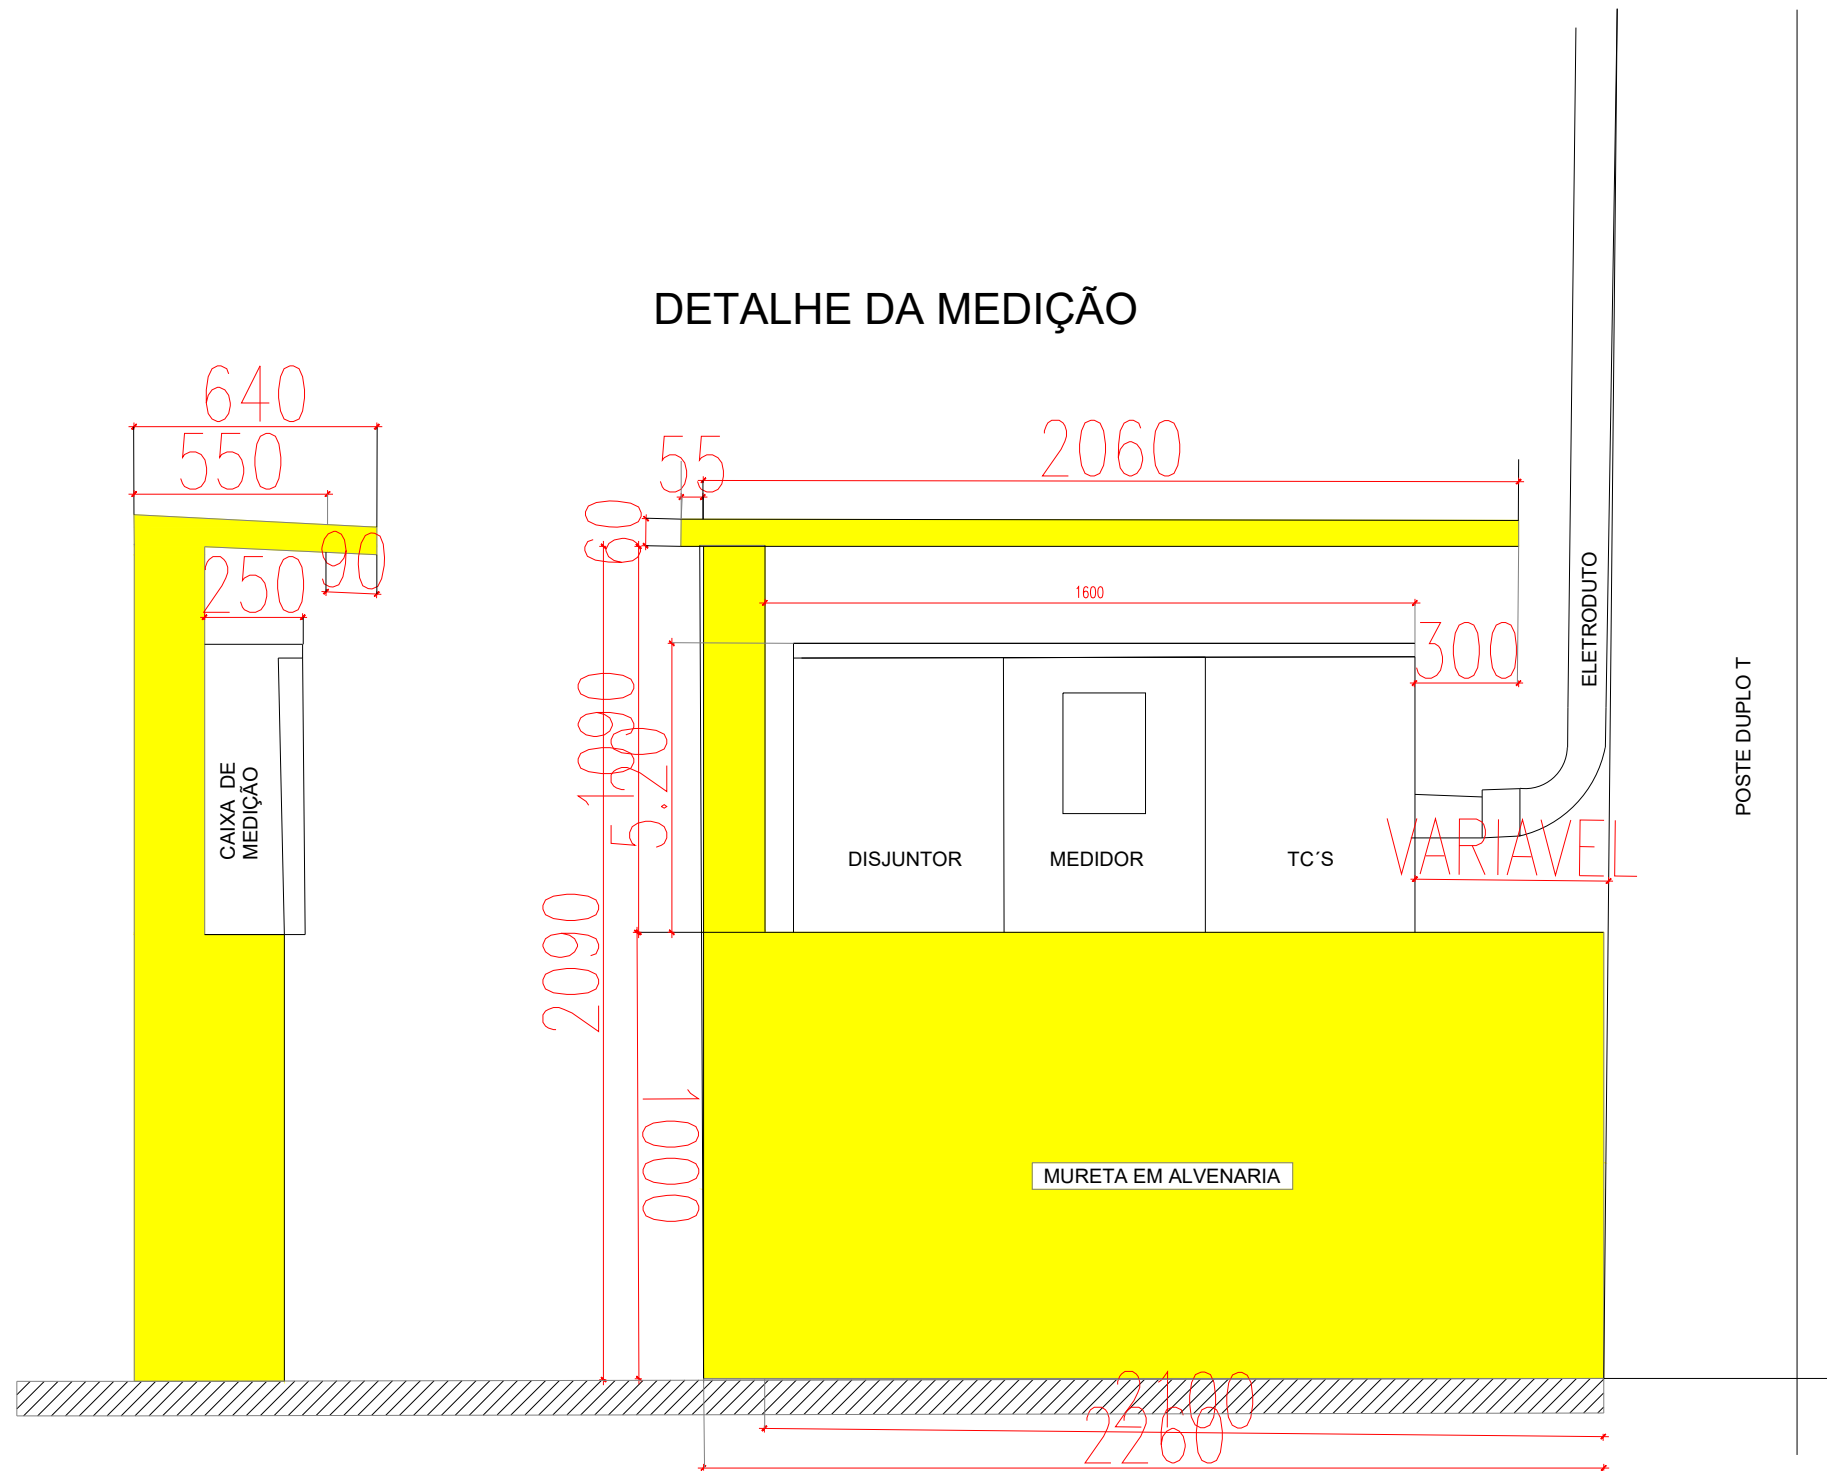 DETALHE DA MEDIÇÃO
640
550
90
250
CAIXA DE
MEDIÇÃO
55
2060
60
1600
300
1090
5.20
2090
1000
DISJUNTOR
MEDIDOR
TC´S
VARIAVEL
ELETRODUTO
POSTE DUPLO T
MURETA EM ALVENARIA
2100
2260